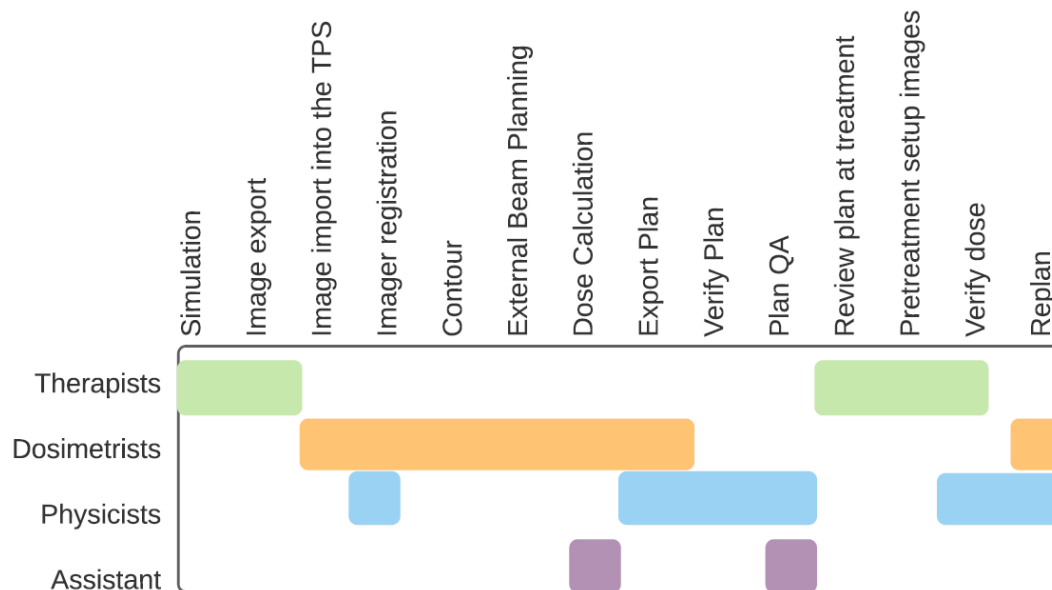 Simulation
Image export
Image import into the TPS
Imager registration
Contour
External Beam Planning
Dose Calculation
Export Plan
Verify Plan
Plan QA
Review plan at treatment
Pretreatment setup images
Verify dose
Replan
Therapists
Dosimetrists
Physicists
Assistant